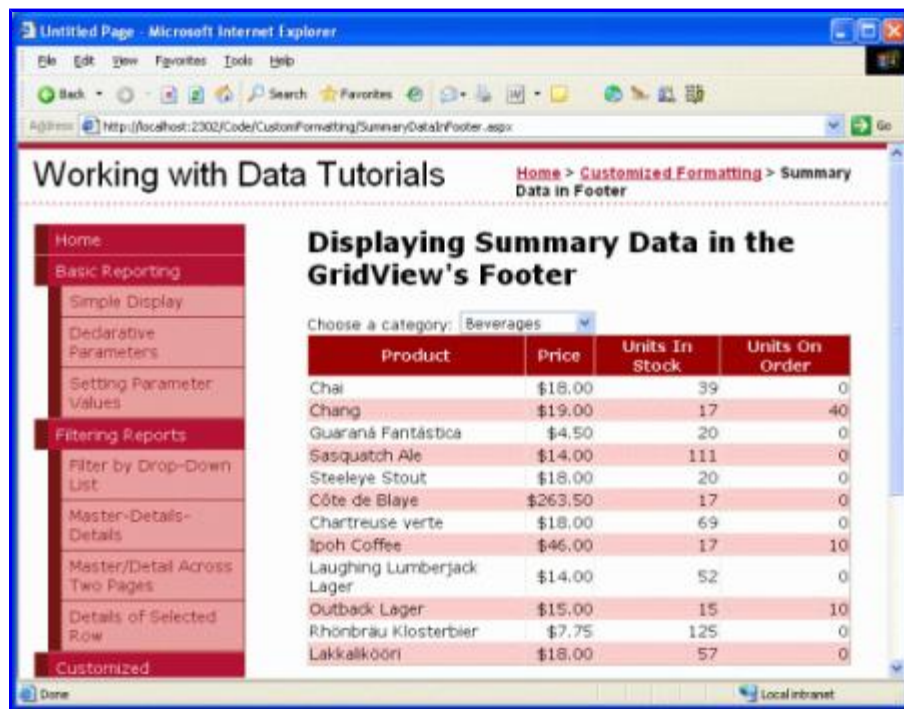 Untitled Page - Microsoft Internet Explorer
File Edit View Favorites Tools Help
Back Search Favorites
Address http://localhost:2302/Code/CustomFormatting/SummaryDataInFooter.aspx Go
Working with Data Tutorials
Home > Customized Formatting > Summary
Data in Footer
Home
Basic Reporting
Simple Display
Declarative
Parameters
Setting Parameter
Values
Filtering Reports
Filter by Drop-Down
List
Master-Details-
Details
Master/Detail Across
Two Pages
Details of Selected
Row
Customized
Displaying Summary Data in the
GridView's Footer
Choose a category: Beverages
Product Price Units In Stock Units On Order
Chai $18.00 39 0
Chang $19.00 17 40
Guaraná Fantástica $4.50 20 0
Sasquatch Ale $14.00 111 0
Steeleye Stout $18.00 20 0
Côte de Blaye $263.50 17 0
Chartreuse verte $18.00 69 0
Ipoh Coffee $46.00 17 10
Laughing Lumberjack
Lager $14.00 52 0
Outback Lager $15.00 15 10
Rhönbräu Klosterbier $7.75 125 0
Lakkalikööri $18.00 57 0
Done Local intranet